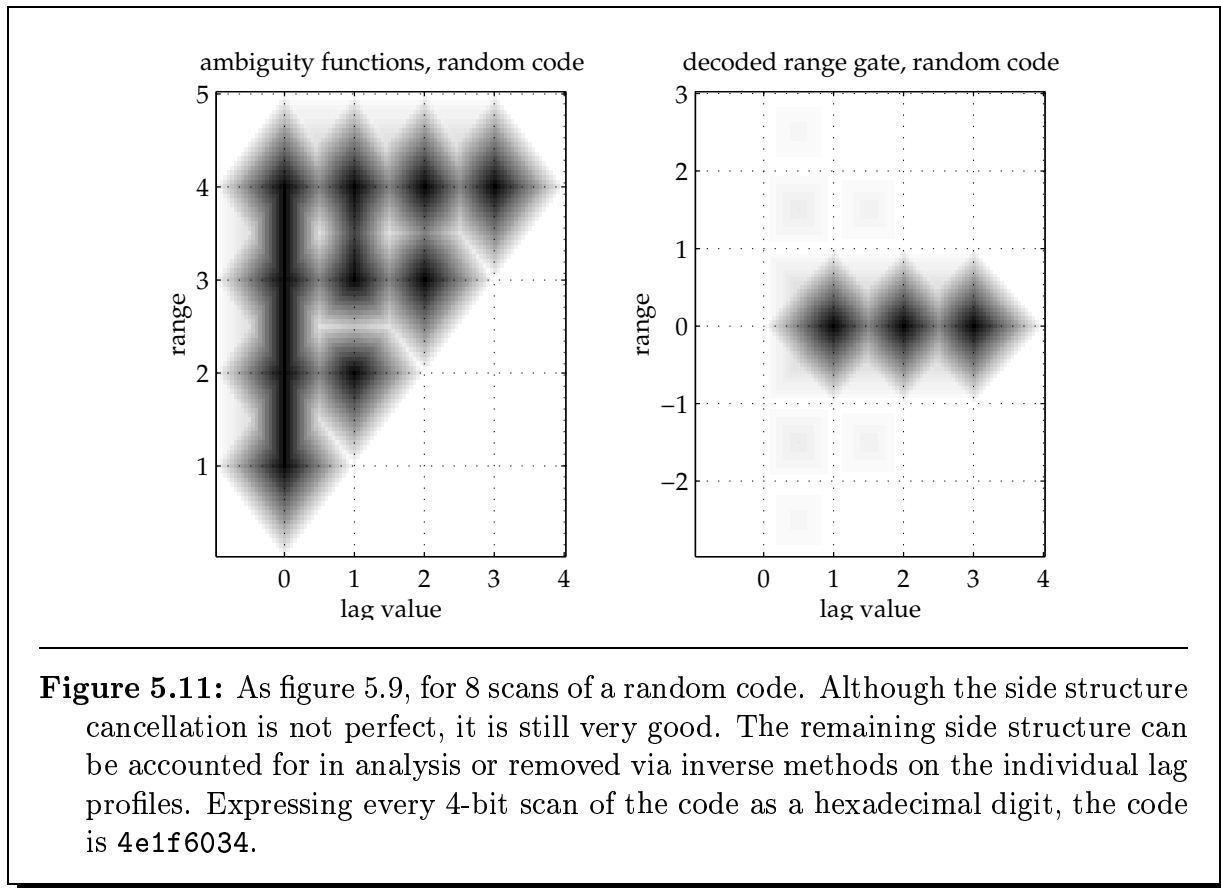 ambiguity functions, random code
5
4
3
2
1
range
0 1 2 3 4
lag value
decoded range gate, random code
3
2
1
0
−1
−2
range
0 1 2 3 4
lag value
Figure 5.11: As figure 5.9, for 8 scans of a random code. Although the side structure
cancellation is not perfect, it is still very good. The remaining side structure can
be accounted for in analysis or removed via inverse methods on the individual lag
profiles. Expressing every 4-bit scan of the code as a hexadecimal digit, the code
is 4e1f6034.